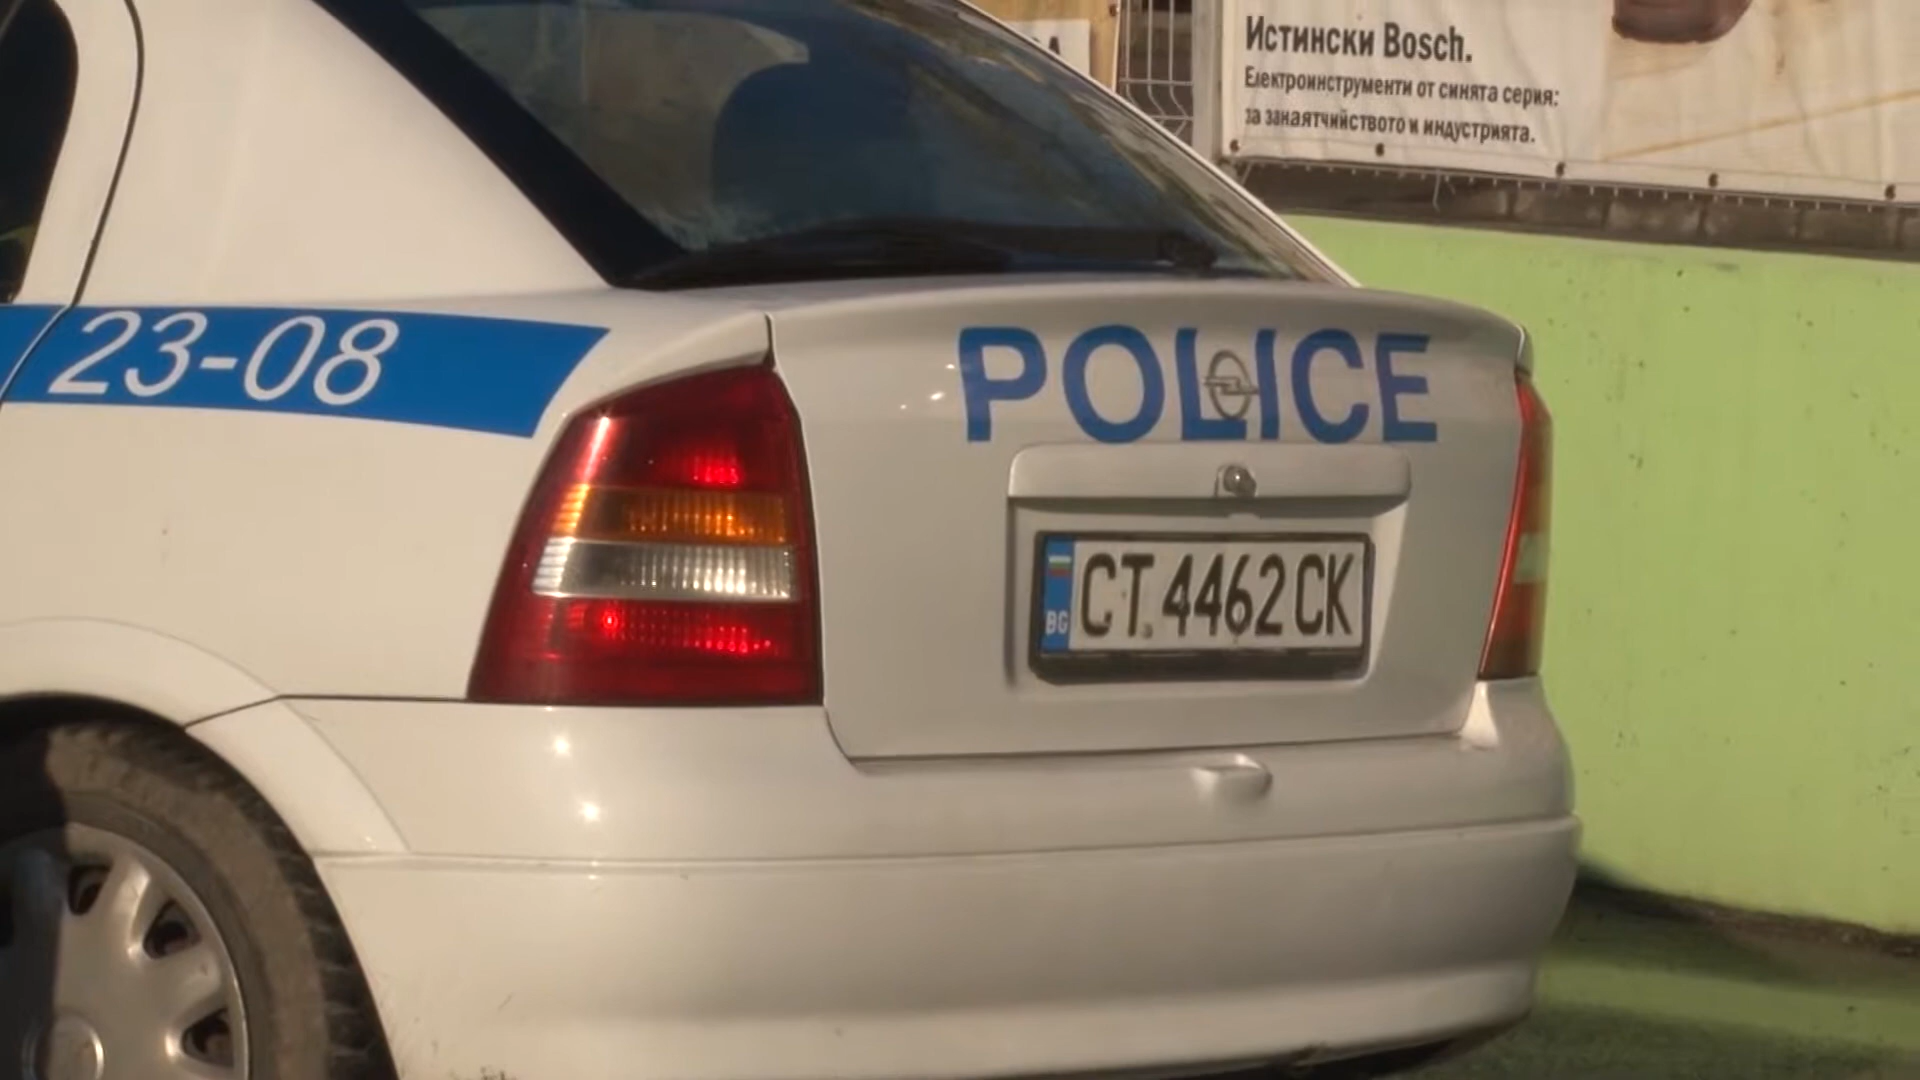 Истински Bosch.
Електроинструменти от синята серия:
за занаятчийството и индустрията.
23-08
POLICE
BG CT 4462 CK